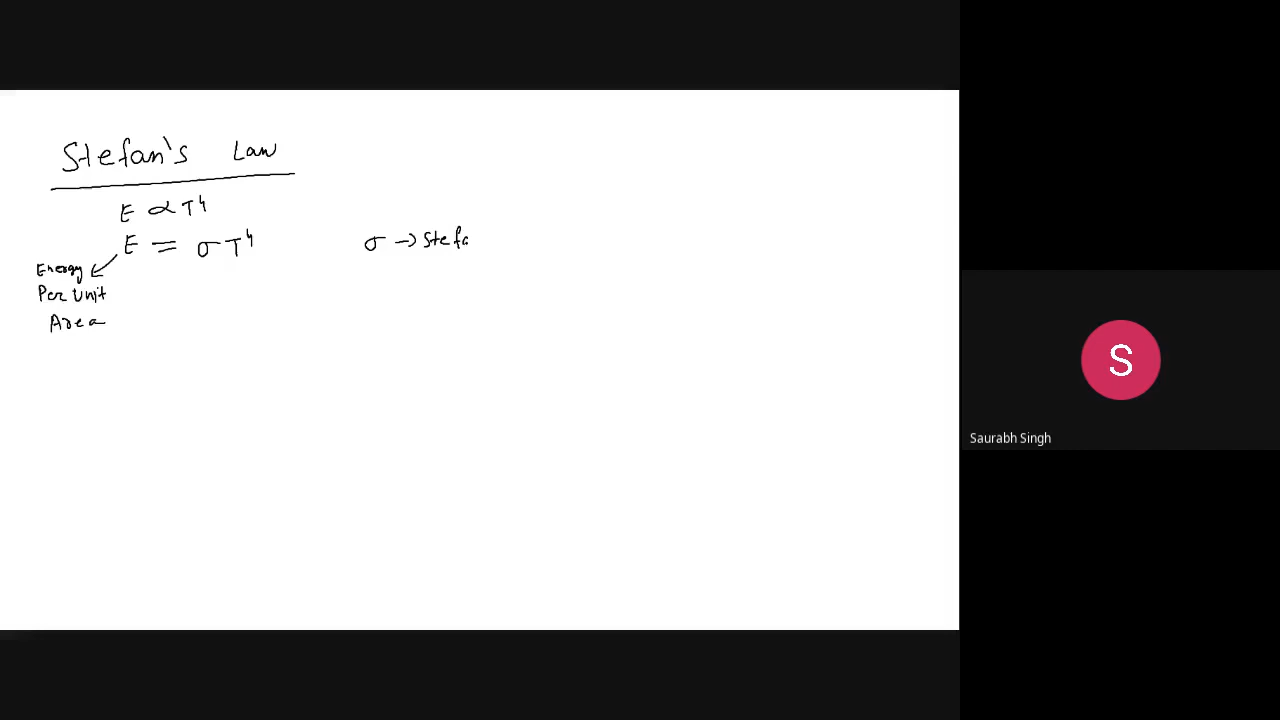 Stefan's Law
E ∝ T⁴
E = σT⁴
σ → Stefa
Energy
Per Unit
Area
S
Saurabh Singh